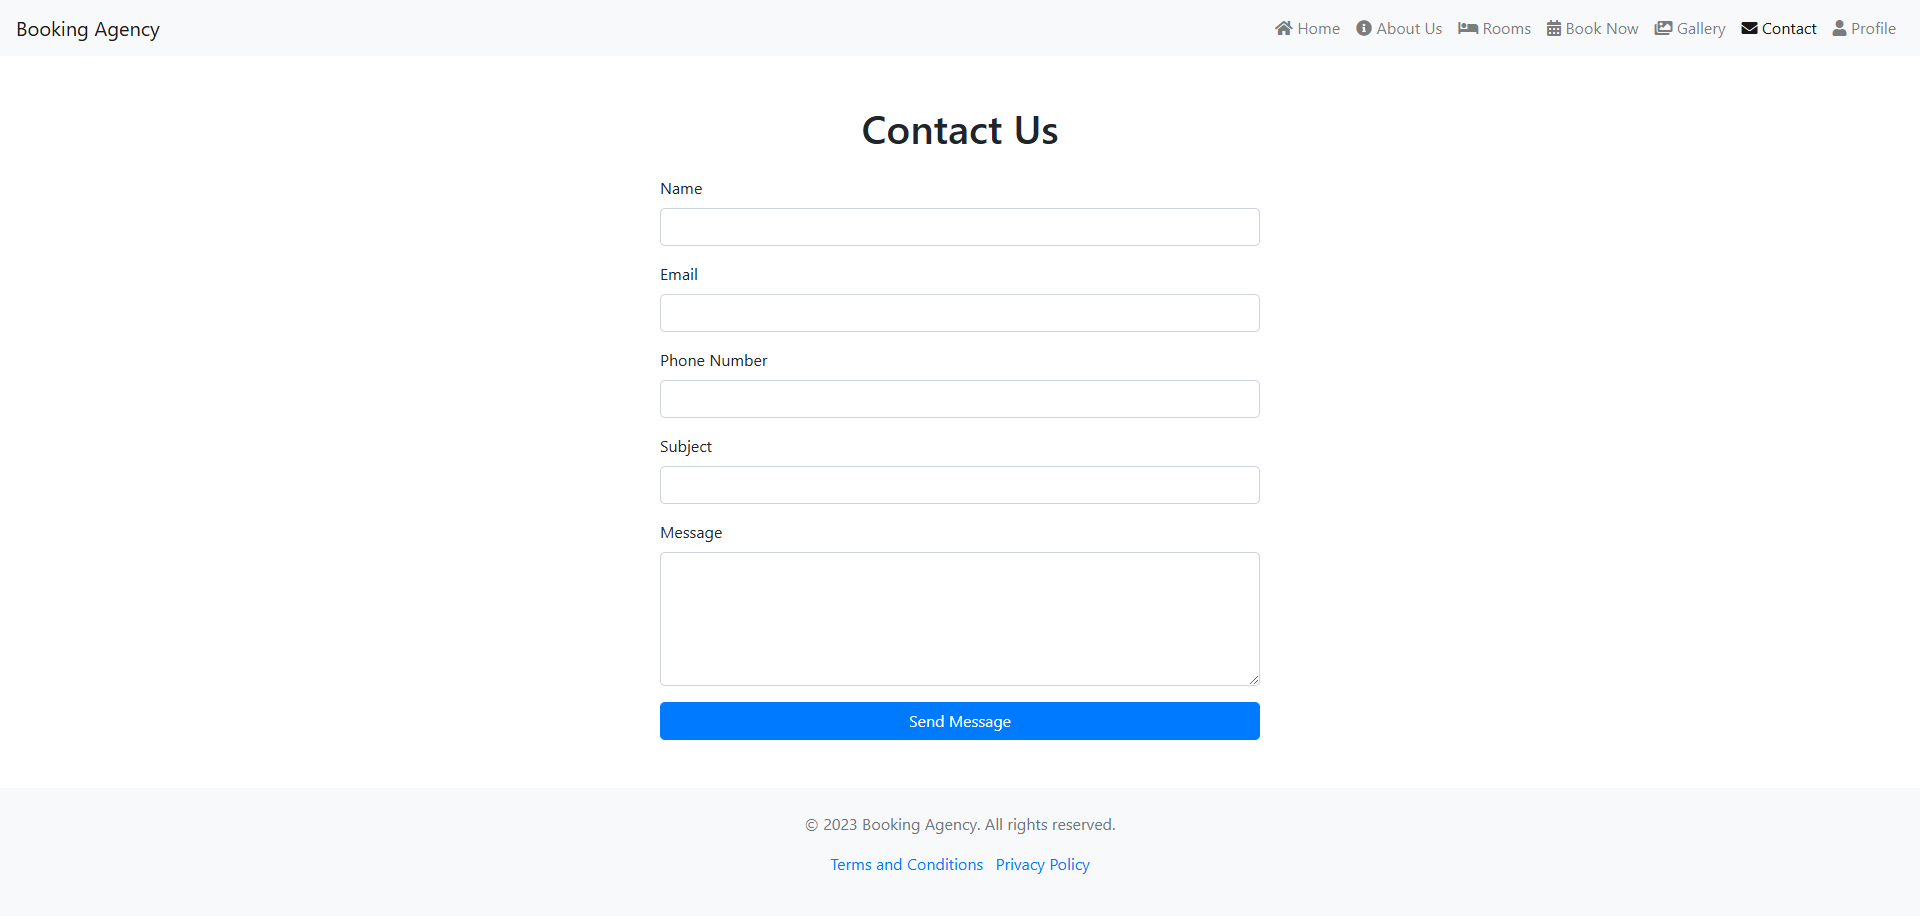 Booking Agency
Home About Us Rooms Book Now Gallery Contact Profile
Contact Us
Name
Email
Phone Number
Subject
Message
Send Message
© 2023 Booking Agency. All rights reserved.
Terms and Conditions Privacy Policy